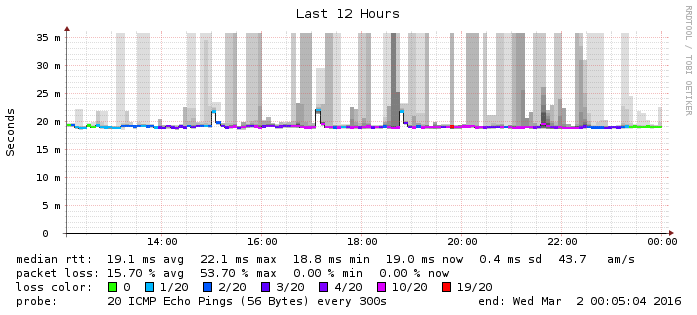 Last 12 Hours
RRDTOOL / TOBI OETIKER
Seconds
35 m
30 m
25 m
20 m
15 m
10 m
5 m
0
14:00 16:00 18:00 20:00 22:00 00:00
median rtt: 19.1 ms avg 22.1 ms max 18.8 ms min 19.0 ms now 0.4 ms sd 43.7 am/s
packet loss: 15.70 % avg 53.70 % max 0.00 % min 0.00 % now
loss color: 0 1/20 2/20 3/20 4/20 10/20 19/20
probe: 20 ICMP Echo Pings (56 Bytes) every 300s end: Wed Mar 2 00:05:04 2016